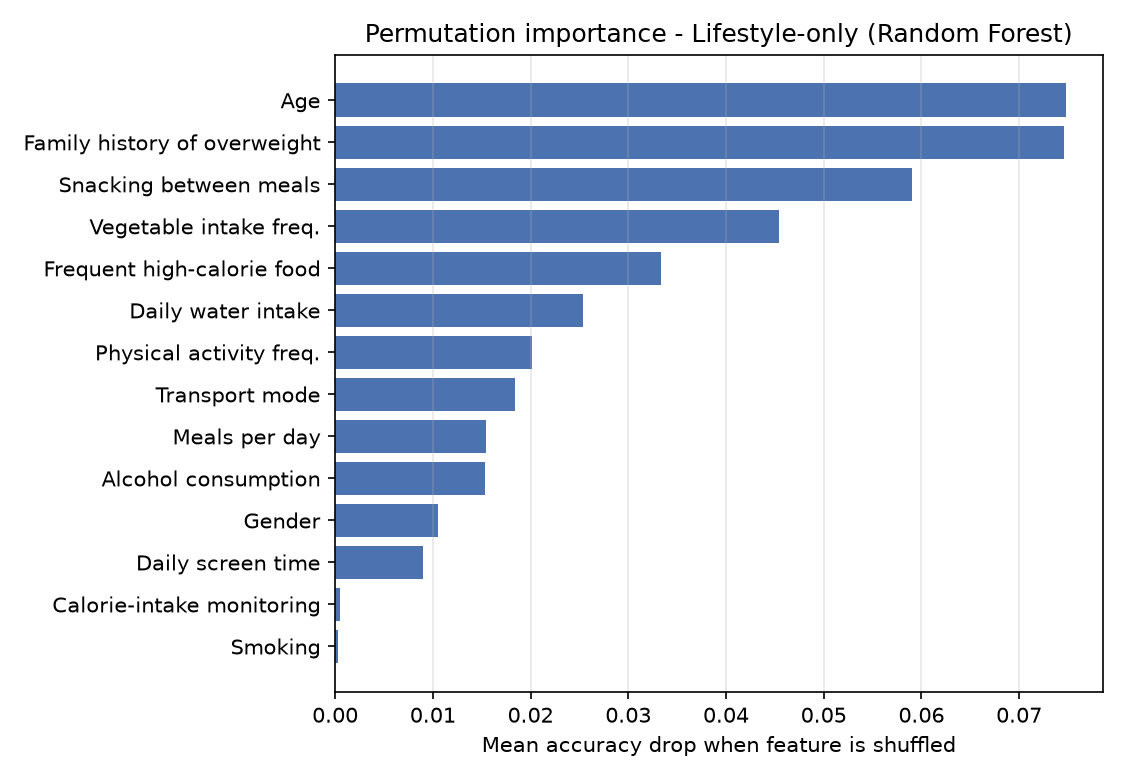 Permutation importance - Lifestyle-only (Random Forest)
Age
Family history of overweight
Snacking between meals
Vegetable intake freq.
Frequent high-calorie food
Daily water intake
Physical activity freq.
Transport mode
Meals per day
Alcohol consumption
Gender
Daily screen time
Calorie-intake monitoring
Smoking
0.00 0.01 0.02 0.03 0.04 0.05 0.06 0.07
Mean accuracy drop when feature is shuffled